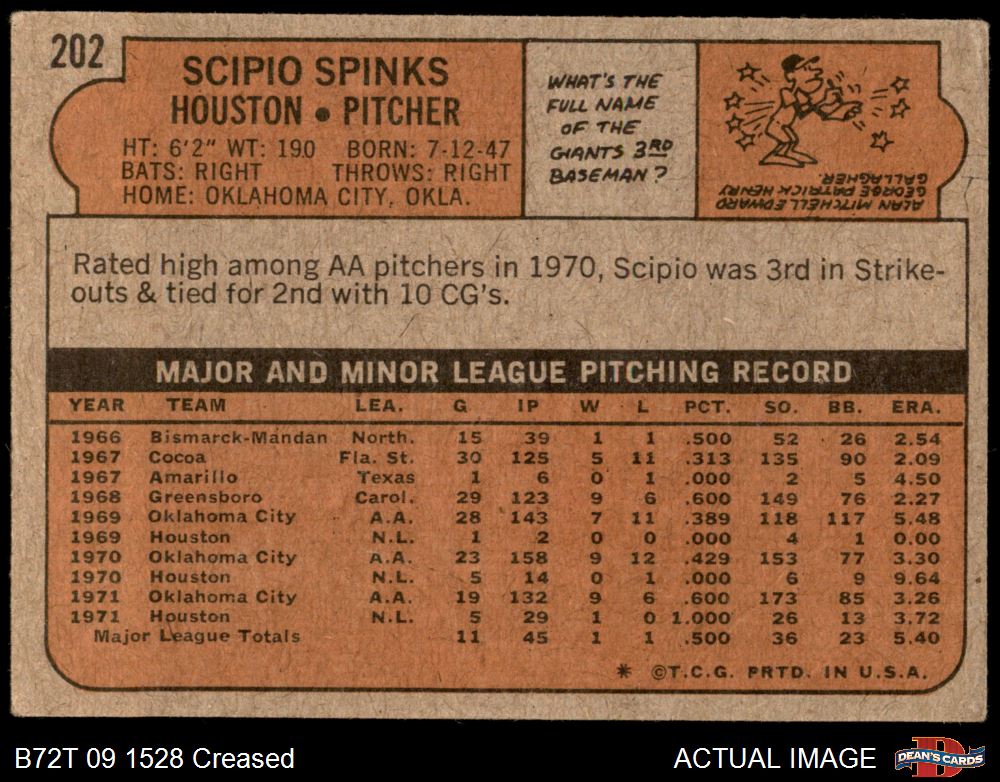 202
SCIPIO SPINKS
HOUSTON • PITCHER
HT: 6'2" WT: 190 BORN: 7-12-47
BATS: RIGHT THROWS: RIGHT
HOME: OKLAHOMA CITY, OKLA.
WHAT'S THE
FULL NAME
OF THE
GIANTS 3RD
BASEMAN?
ALAN MITCHELL EDWARD
GEORGE PATRICK HENRY
GALLAGHER.
Rated high among AA pitchers in 1970, Scipio was 3rd in Strike-
outs & tied for 2nd with 10 CG's.
MAJOR AND MINOR LEAGUE PITCHING RECORD
YEAR TEAM LEA. G IP W L PCT. SO. BB. ERA.
1966 Bismarck-Mandan North. 15 39 1 1 .500 52 26 2.54
1967 Cocoa Fla. St. 30 125 5 11 .313 135 90 2.09
1967 Amarillo Texas 1 6 0 1 .000 2 5 4.50
1968 Greensboro Carol. 29 123 9 6 .600 149 76 2.27
1969 Oklahoma City A.A. 28 143 7 11 .389 118 117 5.48
1969 Houston N.L. 1 2 0 0 .000 4 1 0.00
1970 Oklahoma City A.A. 23 158 9 12 .429 153 77 3.30
1970 Houston N.L. 5 14 0 1 .000 6 9 9.64
1971 Oklahoma City A.A. 19 132 9 6 .600 173 85 3.26
1971 Houston N.L. 5 29 1 0 1.000 26 13 3.72
Major League Totals 11 45 1 1 .500 36 23 5.40
* ©T.C.G. PRTD. IN U.S.A.
B72T 09 1528 Creased
ACTUAL IMAGE
DEAN'S CARDS